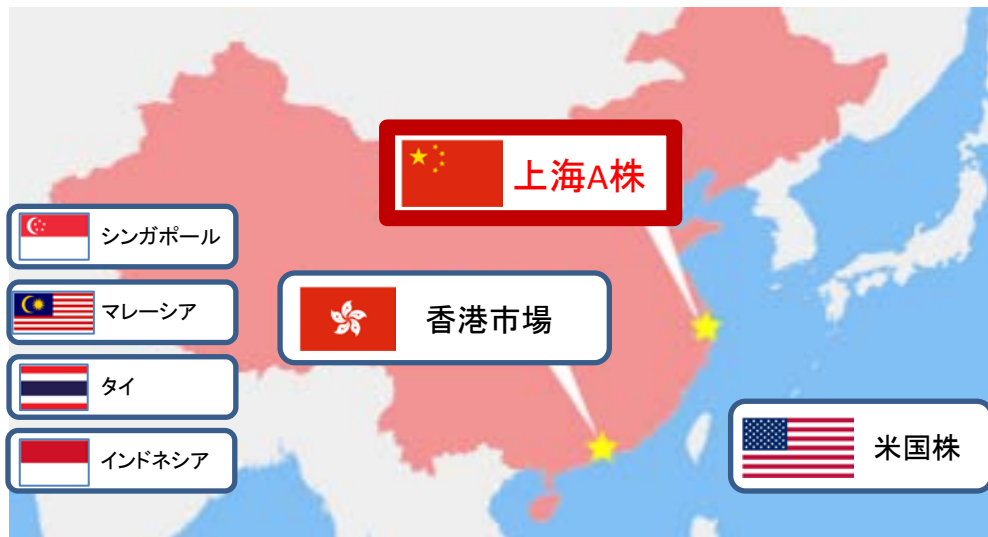 上海A株
シンガポール
マレーシア
香港市場
タイ
インドネシア
米国株